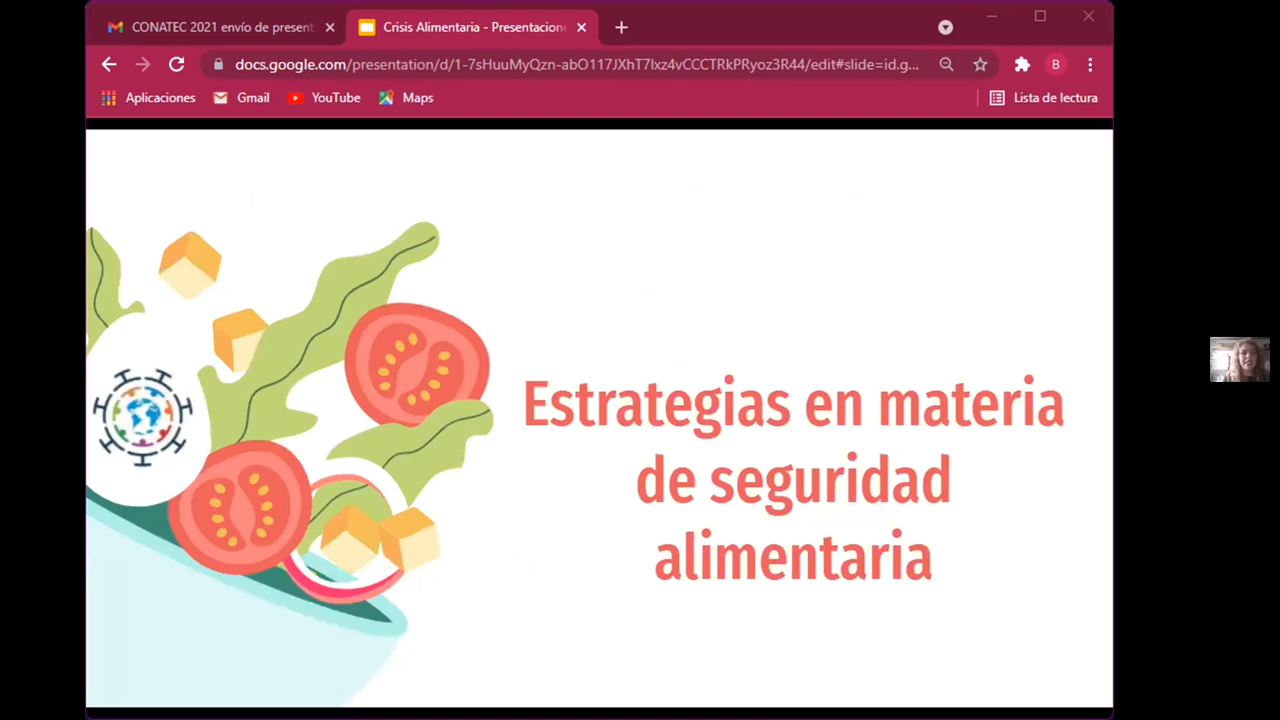 CONATEC 2021 envío de present
Crisis Alimentaria - Presentacione
docs.google.com/presentation/d/1-7sHuuMyQzn-abO117JXhT7lxz4vCCCTRkPRyoz3R44/edit#slide=id.g...
B
Aplicaciones
Gmail
YouTube
Maps
Lista de lectura
Estrategias en materia
de seguridad
alimentaria